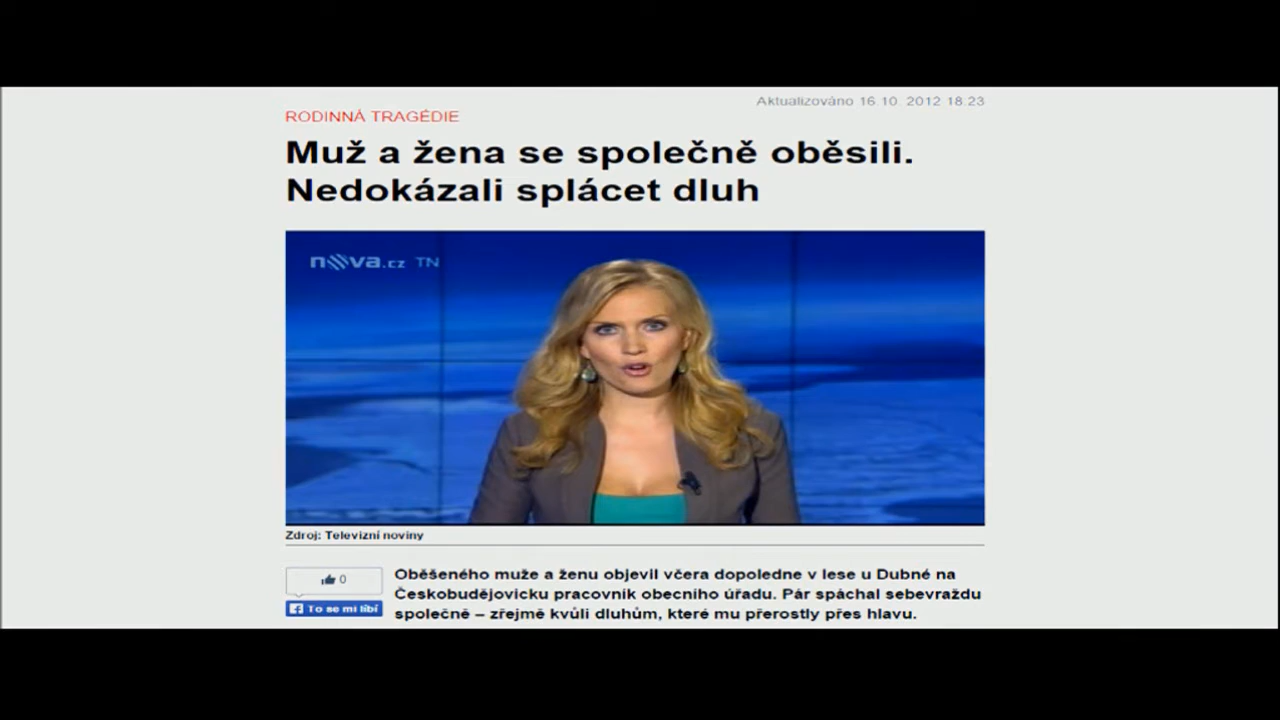 Aktualizováno 16.10. 2012 18.23
RODINNÁ TRAGÉDIE
Muž a žena se společně oběsili.
Nedokázali splácet dluh
nova.cz TN
Zdroj: Televizní noviny
0
To se mi líbí
Oběšeného muže a ženu objevil včera dopoledne v lese u Dubné na
Českobudějovicku pracovník obecního úřadu. Pár spáchal sebevraždu
společně – zřejmě kvůli dluhům, které mu přerostly přes hlavu.